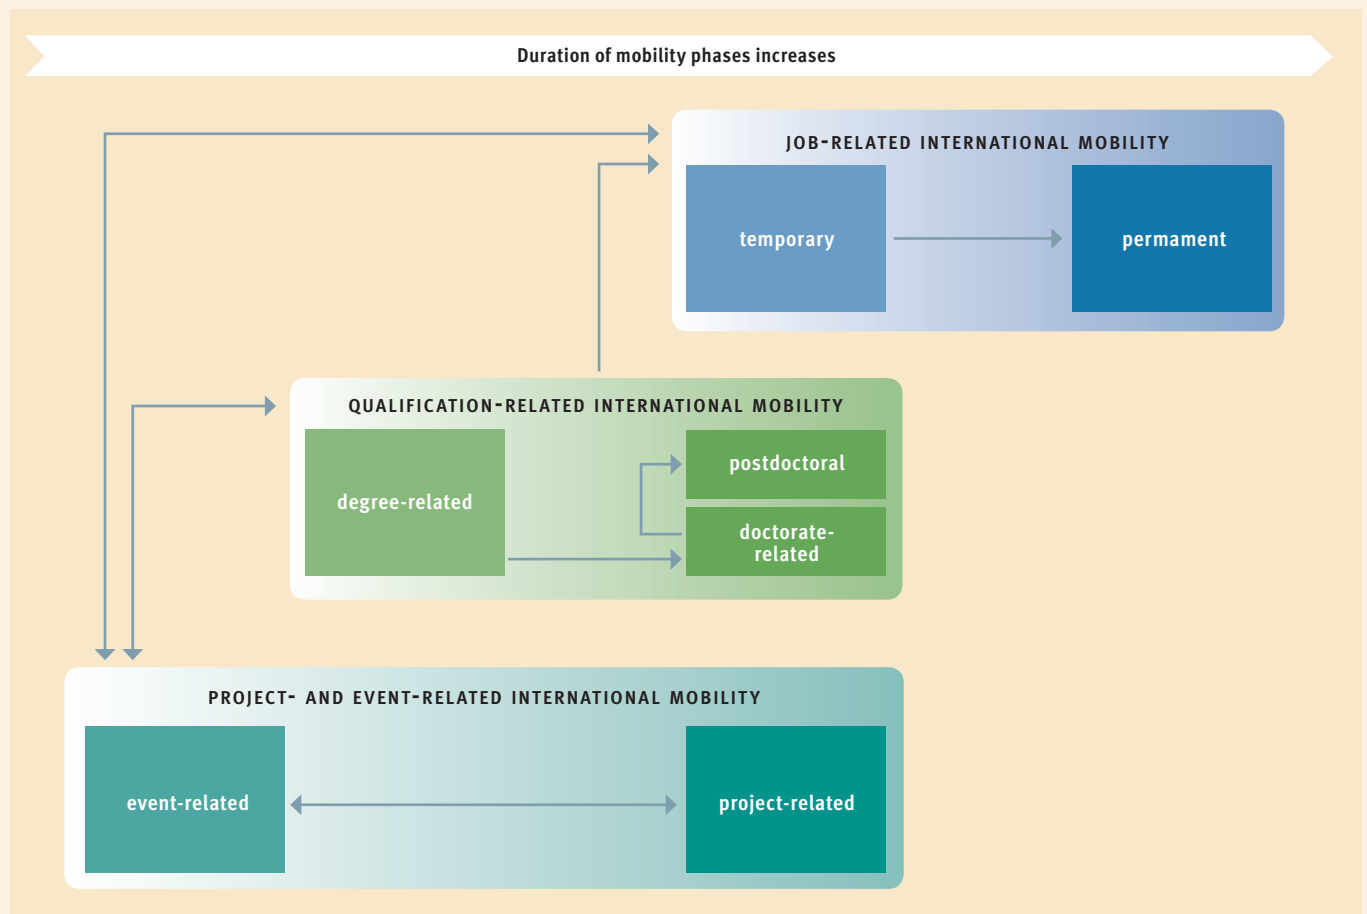 Duration of mobility phases increases
JOB-RELATED INTERNATIONAL MOBILITY
temporary
permament
QUALIFICATION-RELATED INTERNATIONAL MOBILITY
degree-related
postdoctoral
doctorate-
related
PROJECT- AND EVENT-RELATED INTERNATIONAL MOBILITY
event-related
project-related